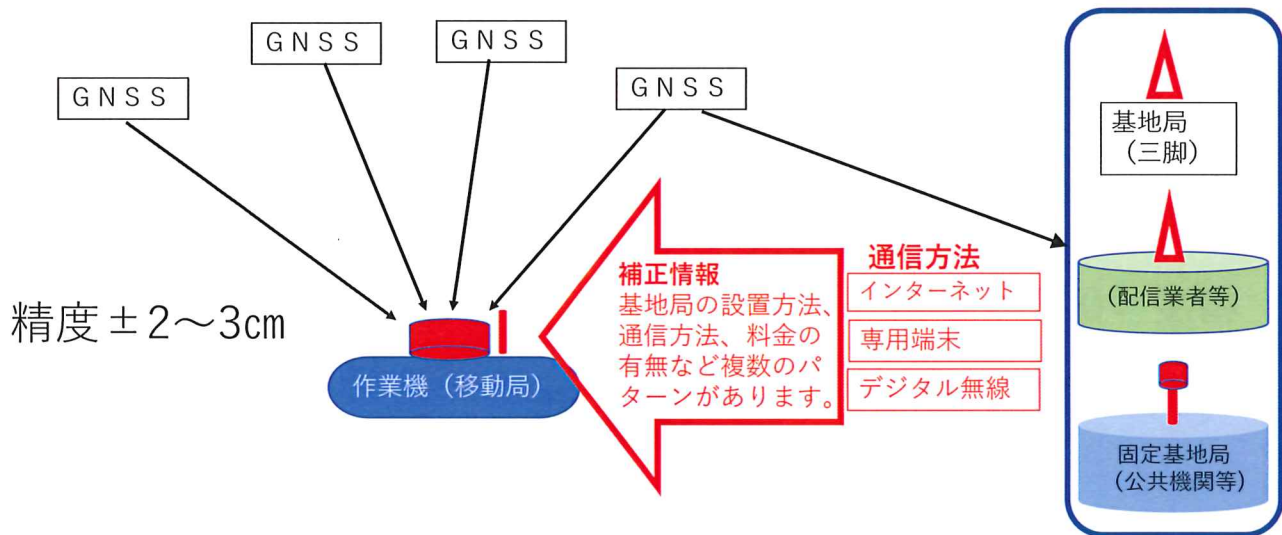 ＧＮＳＳ
ＧＮＳＳ
ＧＮＳＳ
ＧＮＳＳ
基地局
（三脚）
精度±2～3cm
作業機（移動局）
補正情報
基地局の設置方法、
通信方法、料金の
有無など複数のパ
ターンがあります。
通信方法
インターネット
専用端末
デジタル無線
（配信業者等）
固定基地局
（公共機関等）